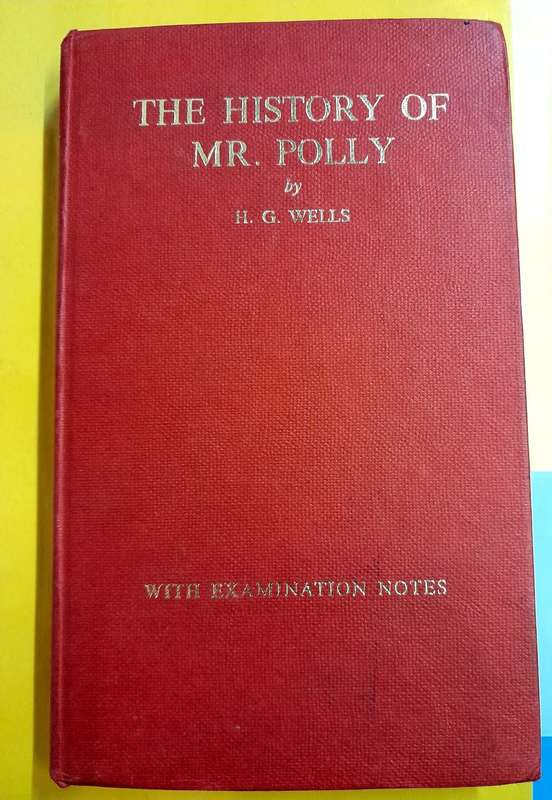 THE HISTORY OF
MR. POLLY
by
H. G. WELLS
WITH EXAMINATION NOTES